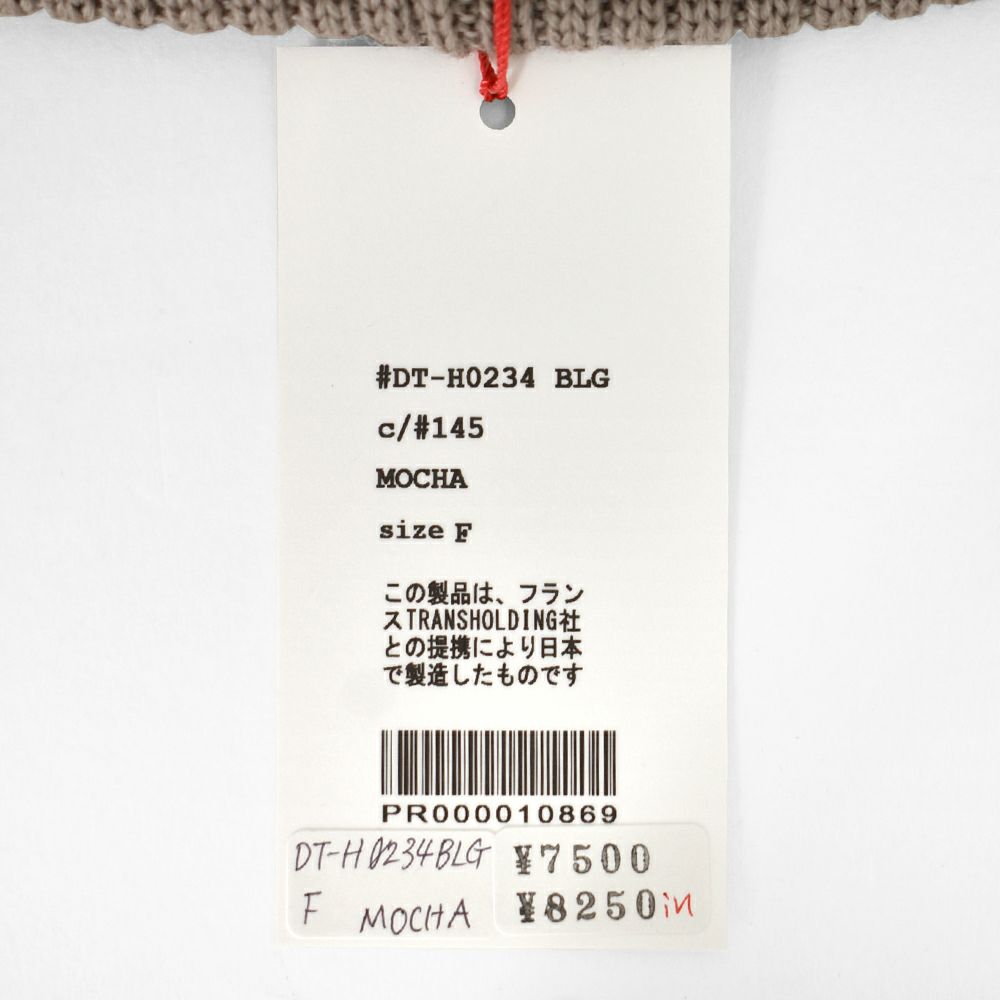 #DT-H0234 BLG
c/#145
MOCHA
size F
この製品は、フラン
スTRANSHOLDING社
との提携により日本
で製造したものです
PR000010869
DT-H0234BLG
F MOCHA
¥7500
¥8250in